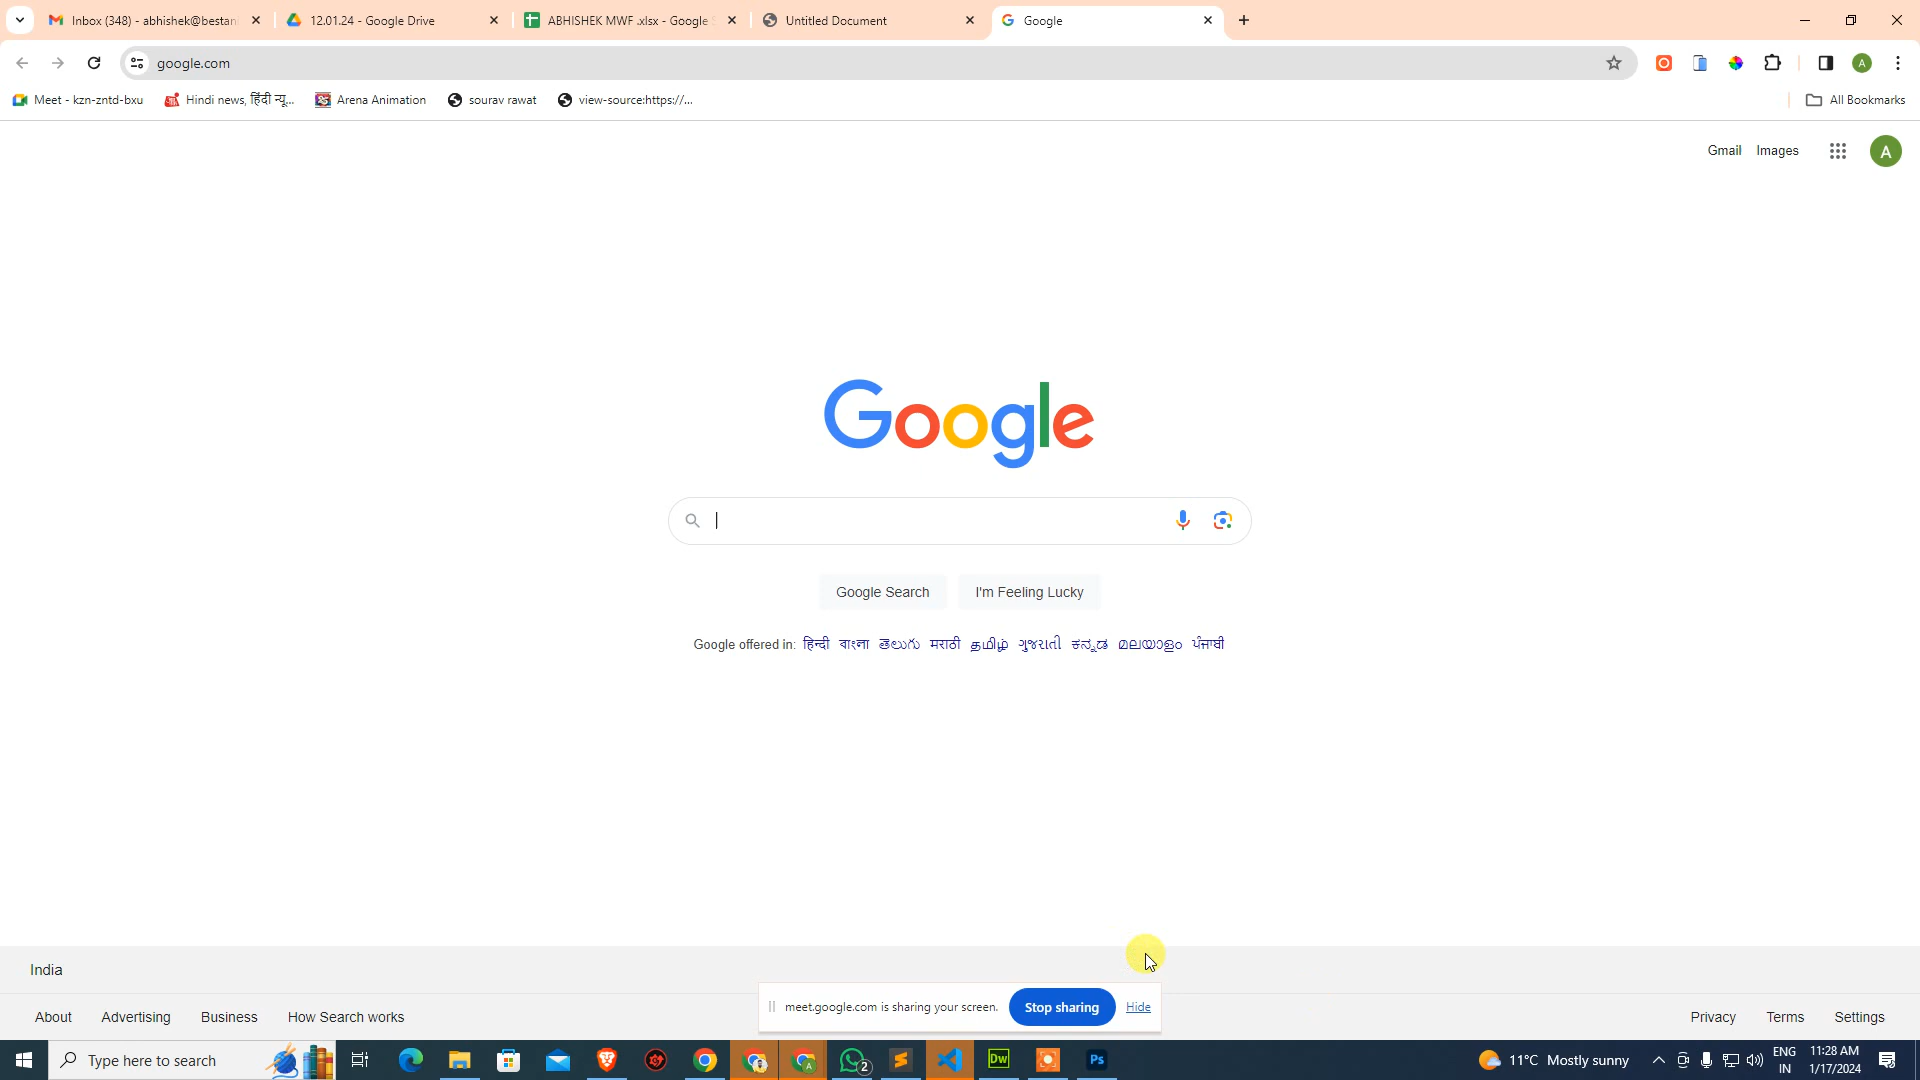 Inbox (348) - abhishek@bestan
12.01.24 - Google Drive
ABHISHEK MWF .xlsx - Google S
Untitled Document
Google
google.com
A
Meet - kzn-zntd-bxu
Hindi news, हिंदी न्यू...
Arena Animation
sourav rawat
view-source:https://...
All Bookmarks
Gmail
Images
A
Google
Google Search
I'm Feeling Lucky
Google offered in: हिन्दी বাংলা తెలుగు मराठी தமிழ் ગુજરાતી ಕನ್ನಡ മലയാളം ਪੰਜਾਬੀ
India
meet.google.com is sharing your screen.
Stop sharing
Hide
About
Advertising
Business
How Search works
Privacy
Terms
Settings
Type here to search
A
2
Dw
Ps
11°C Mostly sunny
ENG
IN
11:28 AM
1/17/2024